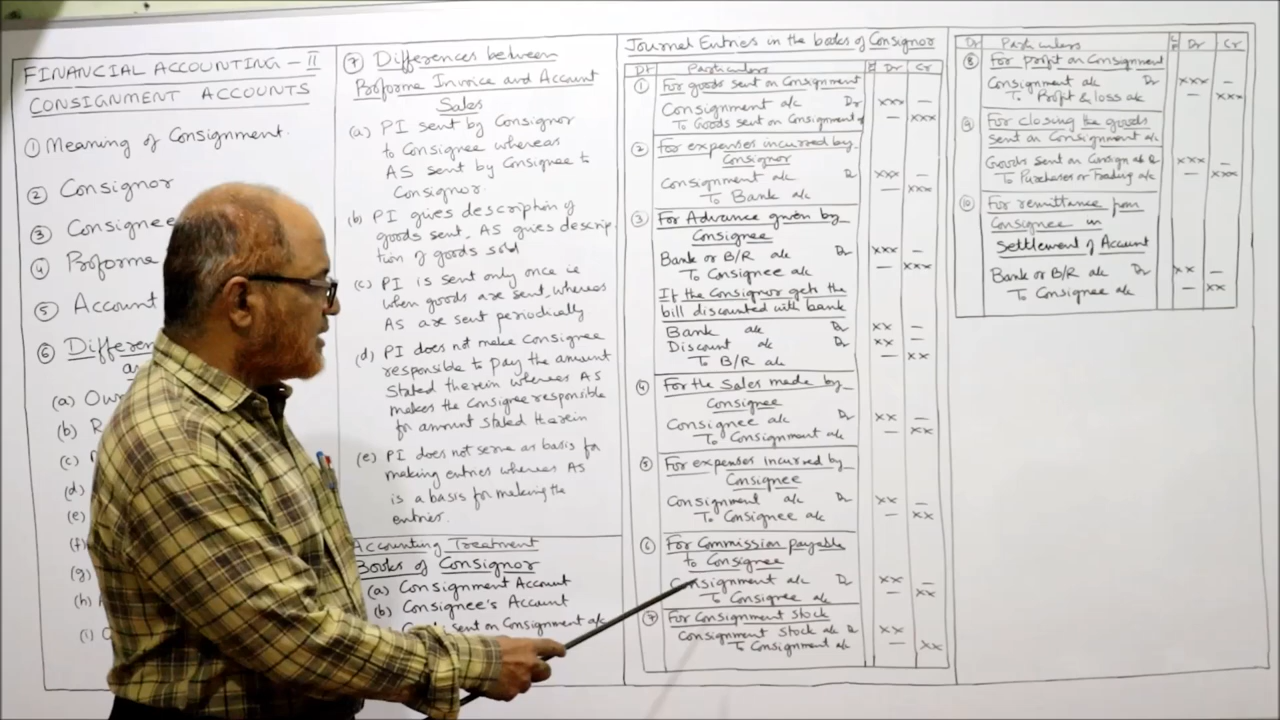 FINANCIAL ACCOUNTING - II
CONSIGNMENT ACCOUNTS
① Meaning of Consignment.
② Consignor
③ Consignee
④ Proforma
⑤ Account
⑥
(a)
(b)
(c)
(d)
(e)
(f)
(g)
(h)
(i)
⑦ Differences between
Proforma Invoice and Account
Sales
(a) PI sent by Consignor
to Consignee whereas
AS sent by Consignee to
Consignor.
(b) PI gives description of
goods sent, AS gives descrip-
tion of goods sold
(c) PI is sent only once ie
when goods are sent, whereas
AS are sent periodically
(d) PI does not make Consignee
responsible to pay the amount
stated therein whereas AS
makes the Consignee responsible
for amount stated therein
(e) PI does not serve as basis for
making entries whereas AS
is a basis for making the
entries.
Accounting Treatment
Books of Consignor
(a) Consignment Account
(b) Consignee's Account
sent on Consignment a/c
Journal Entries in the books of Consignor
Dt Particulars Dr Cr
① For goods sent on Consignment
Consignment a/c Dr xxx —
To Goods sent on Consignment — xxx
② For expenses incurred by
Consignor
Consignment a/c D xxx —
To Bank a/c — xxx
③ For Advance given by
Consignee
Bank or B/R a/c Dr xxx —
To Consignee a/c — xxx
If the Consignor gets the
bill discounted with bank
Bank a/c Dr xx —
Discount a/c Dr xx —
To B/R a/c — xx
④ For the Sales made by
Consignee
Consignee a/c Dr xx —
To Consignment a/c — xx
⑤ For expenses incurred by
Consignee
Consignment a/c Dr xx —
To Consignee a/c — xx
⑥ For Commission payable
to Consignee
Consignment a/c Dr xx —
To Consignee a/c — xx
⑦ For Consignment Stock
Consignment Stock a/c D xx
To Consignment a/c — xx
Dt Particulars LF Dr Cr
⑧ For profit on Consignment
Consignment a/c Dr xxx —
To Profit & loss a/c — xxx
⑨ For closing the goods
sent on Consignment a/c
Goods sent on Consign a/c D xxx —
To Purchases or Trading a/c — xxx
⑩ For remittance from
Consignee in
settlement of Account
Bank or B/R a/c Dr xx —
To Consignee a/c — xx